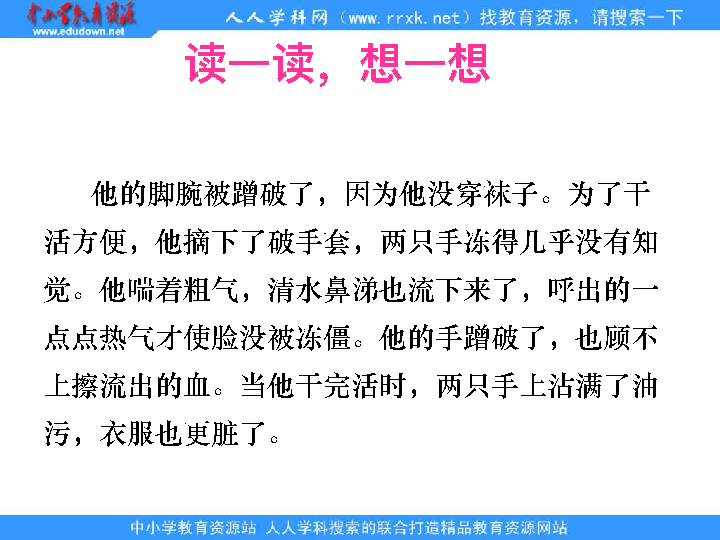 中小学教育资源
www.edudown.net
人人学科网（www.rrxk.net）找教育资源，请搜索一下
读一读，想一想
他的脚腕被蹭破了，因为他没穿袜子。为了干
活方便，他摘下了破手套，两只手冻得几乎没有知
觉。他喘着粗气，清水鼻涕也流下来了，呼出的一
点点热气才使脸没被冻僵。他的手蹭破了，也顾不
上擦流出的血。当他干完活时，两只手上沾满了油
污，衣服也更脏了。
中小学教育资源站 人人学科搜索的联合打造精品教育资源网站